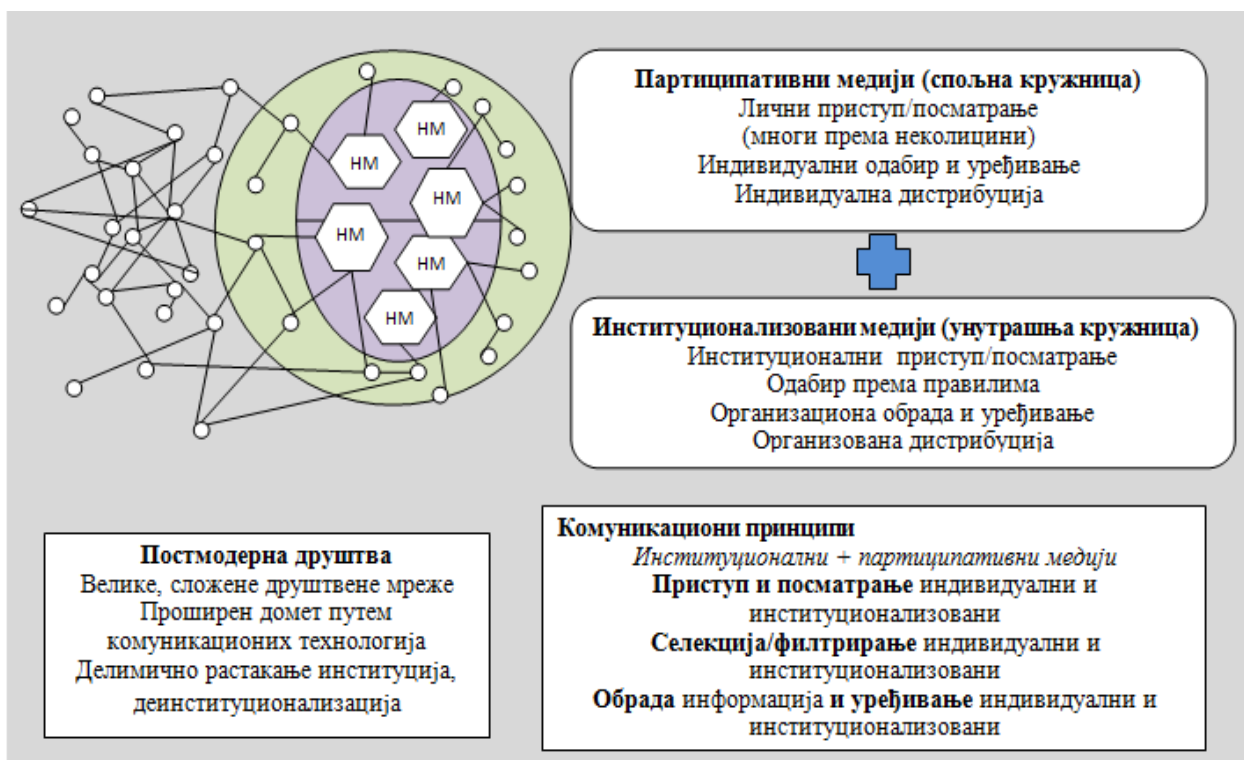 НМ
НМ
НМ
НМ
НМ
НМ
Партиципативни медији (спољна кружница)
Лични приступ/посматрање
(многи према неколицини)
Индивидуални одабир и уређивање
Индивидуална дистрибуција
Институционализовани медији (унутрашња кружница)
Институционални приступ/посматрање
Одабир према правилима
Организациона обрада и уређивање
Организована дистрибуција
Постмодерна друштва
Велике, сложене друштвене мреже
Проширен домет путем
комуникационих технологија
Делимично растакање институција,
деинституционализација
Комуникациони принципи
Институционални + партиципативни медији
Приступ и посматрање индивидуални и
институционализовани
Селекција/филтрирање индивидуални и
институционализовани
Обрада информација и уређивање индивидуални и
институционализовани